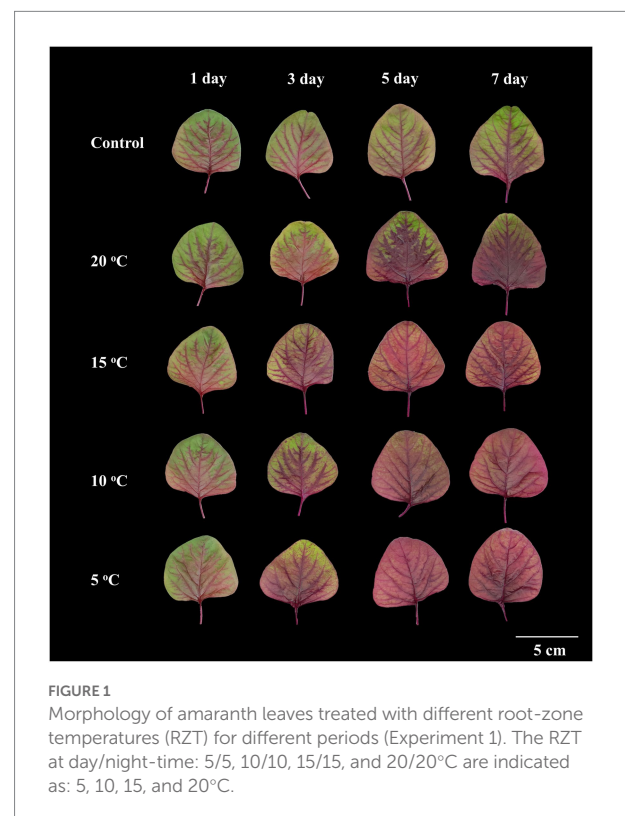 1 day 3 day 5 day 7 day
Control
20 °C
15 °C
10 °C
5 °C
5 cm
FIGURE 1
Morphology of amaranth leaves treated with different root-zone
temperatures (RZT) for different periods (Experiment 1). The RZT
at day/night-time: 5/5, 10/10, 15/15, and 20/20°C are indicated
as: 5, 10, 15, and 20°C.